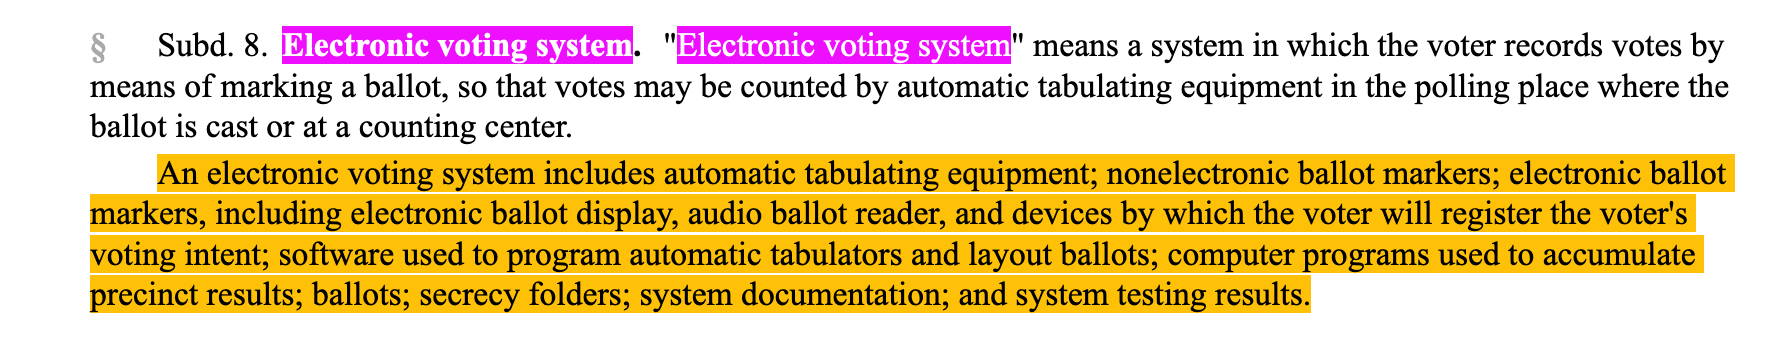 § Subd. 8. Electronic voting system. "Electronic voting system" means a system in which the voter records votes by
means of marking a ballot, so that votes may be counted by automatic tabulating equipment in the polling place where the
ballot is cast or at a counting center.
An electronic voting system includes automatic tabulating equipment; nonelectronic ballot markers; electronic ballot
markers, including electronic ballot display, audio ballot reader, and devices by which the voter will register the voter's
voting intent; software used to program automatic tabulators and layout ballots; computer programs used to accumulate
precinct results; ballots; secrecy folders; system documentation; and system testing results.